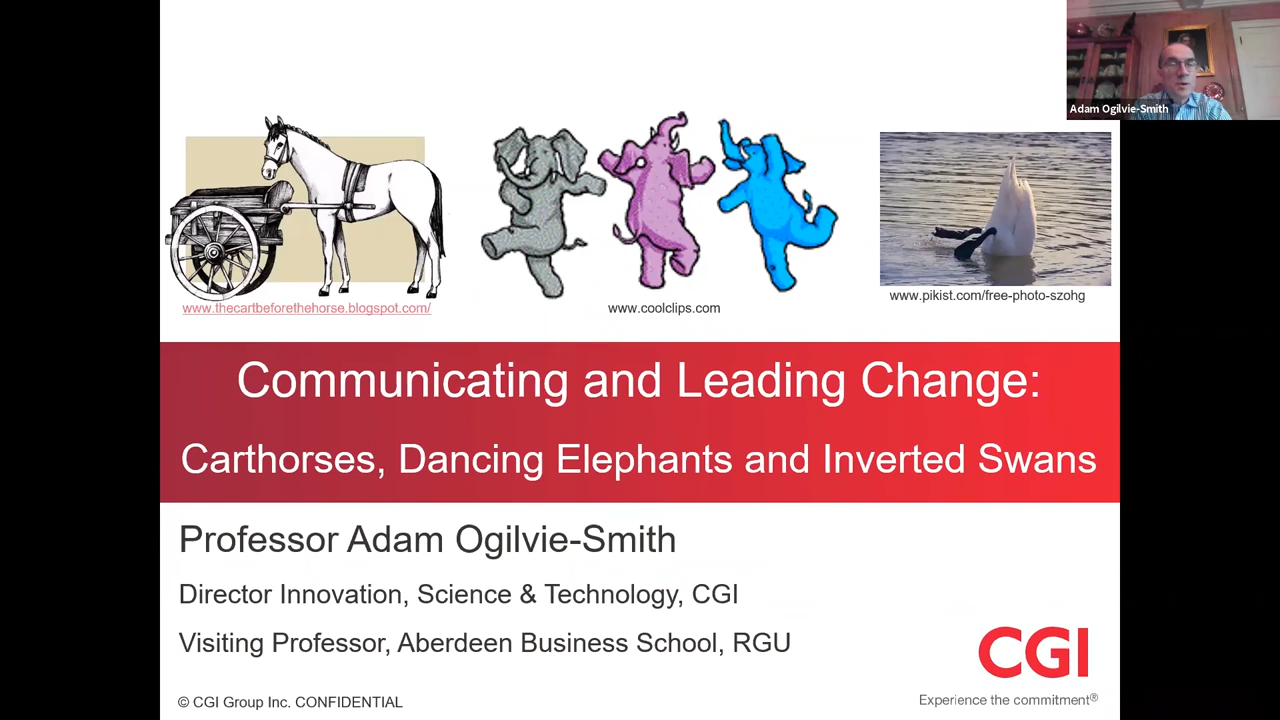 Adam Ogilvie-Smith
www.thecartbeforethehorse.blogspot.com/
www.coolclips.com
www.pikist.com/free-photo-szohg
Communicating and Leading Change:
Carthorses, Dancing Elephants and Inverted Swans
Professor Adam Ogilvie-Smith
Director Innovation, Science & Technology, CGI
Visiting Professor, Aberdeen Business School, RGU
CGI
© CGI Group Inc. CONFIDENTIAL
Experience the commitment®